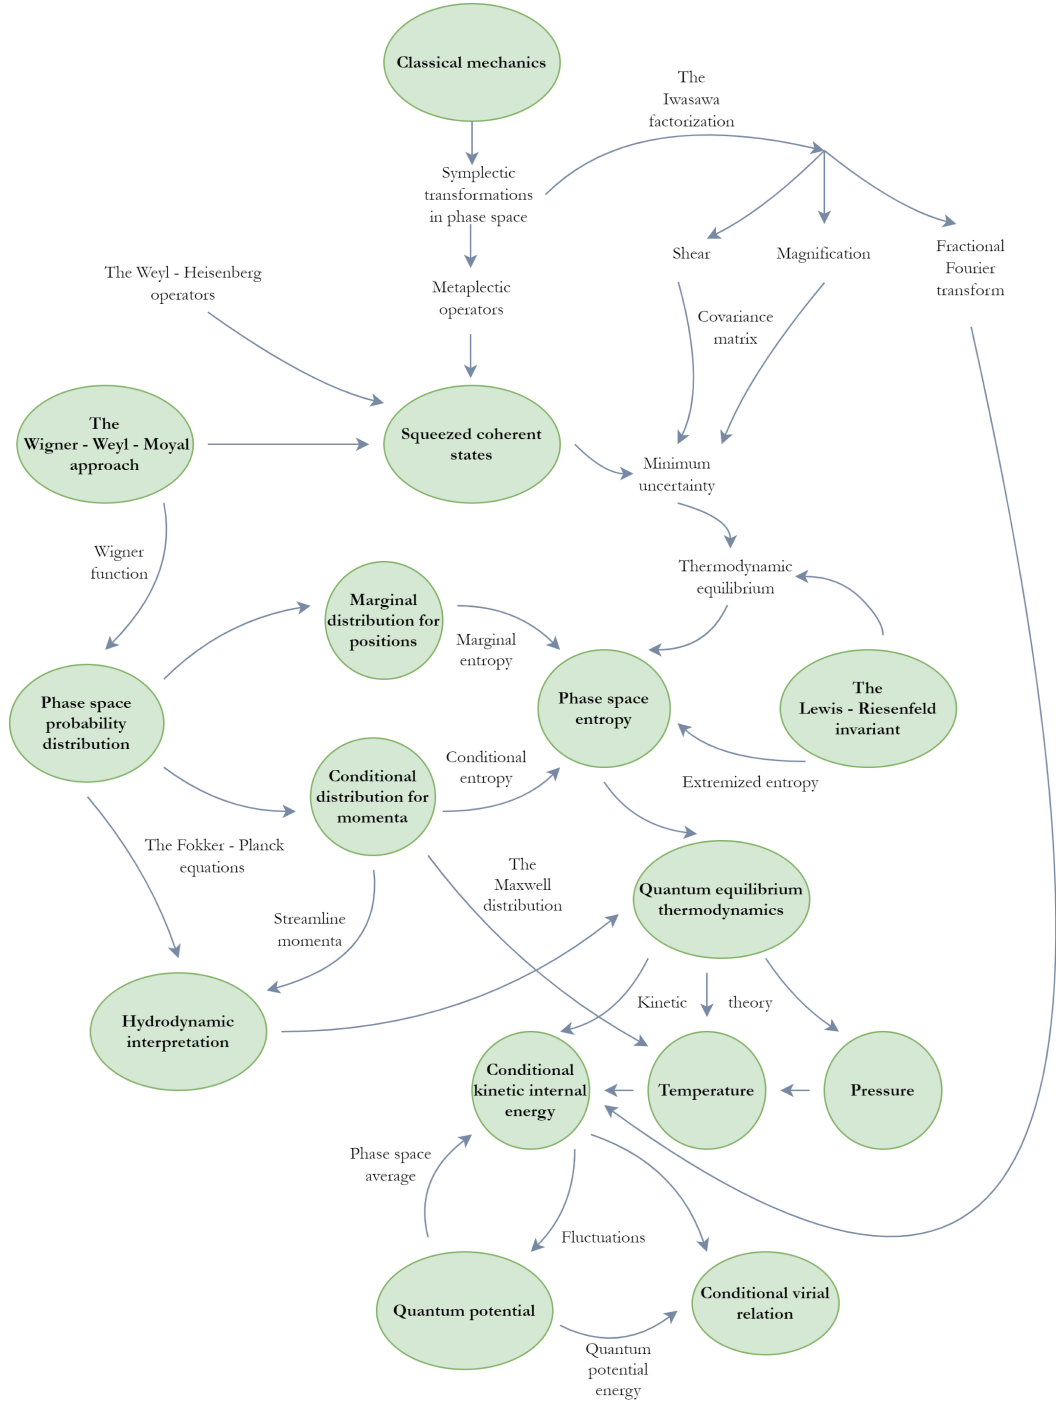 Classical mechanics
The
Iwasawa
factorization
Symplectic
transformations
in phase space
Shear
Magnification
Fractional
Fourier
transform
The Weyl - Heisenberg
operators
Metaplectic
operators
Covariance
matrix
The
Wigner - Weyl - Moyal
approach
Squeezed coherent
states
Minimum
uncertainty
Wigner
function
Thermodynamic
equilibrium
Marginal
distribution for
positions
Marginal
entropy
Phase space
probability
distribution
Phase space
entropy
The
Lewis - Riesenfeld
invariant
Conditional
distribution for
momenta
Conditional
entropy
Extremized entropy
The Fokker - Planck
equations
The
Maxwell
distribution
Quantum equilibrium
thermodynamics
Streamline
momenta
Kinetic
theory
Hydrodynamic
interpretation
Conditional
kinetic internal
energy
Temperature
Pressure
Phase space
average
Fluctuations
Quantum potential
Conditional virial
relation
Quantum
potential
energy